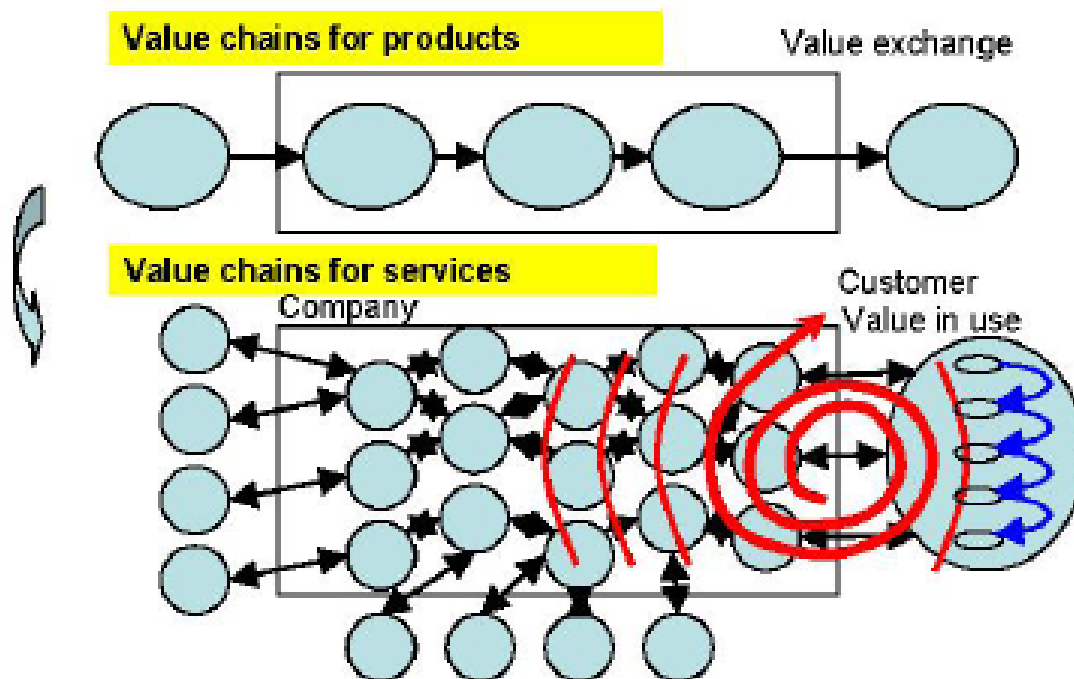 Value chains for products
Value exchange
Value chains for services
Company
Customer
Value in use